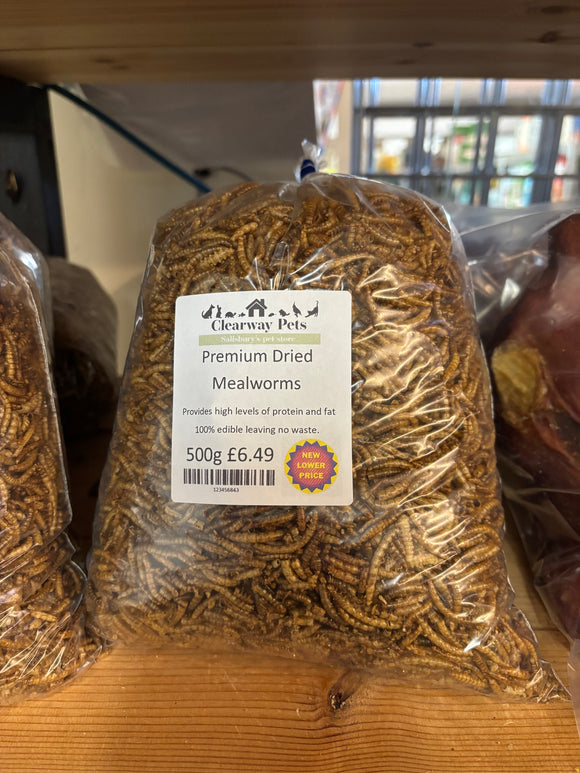 Clearway Pets
Salisbury's pet store
Premium Dried
Mealworms
Provides high levels of protein and fat
100% edible leaving no waste.
500g £6.49
NEW
LOWER
PRICE
123456663